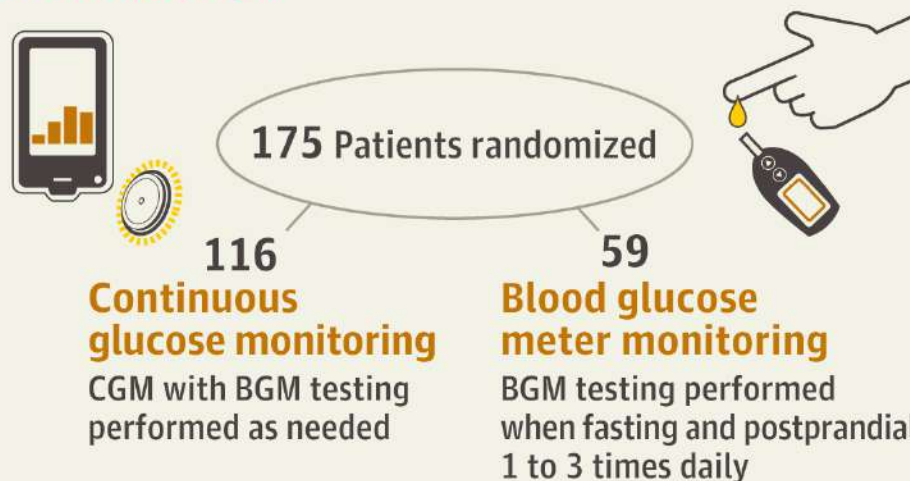 175 Patients randomized
116
Continuous
glucose monitoring
CGM with BGM testing
performed as needed
59
Blood glucose
meter monitoring
BGM testing performed
when fasting and postprandial
1 to 3 times daily